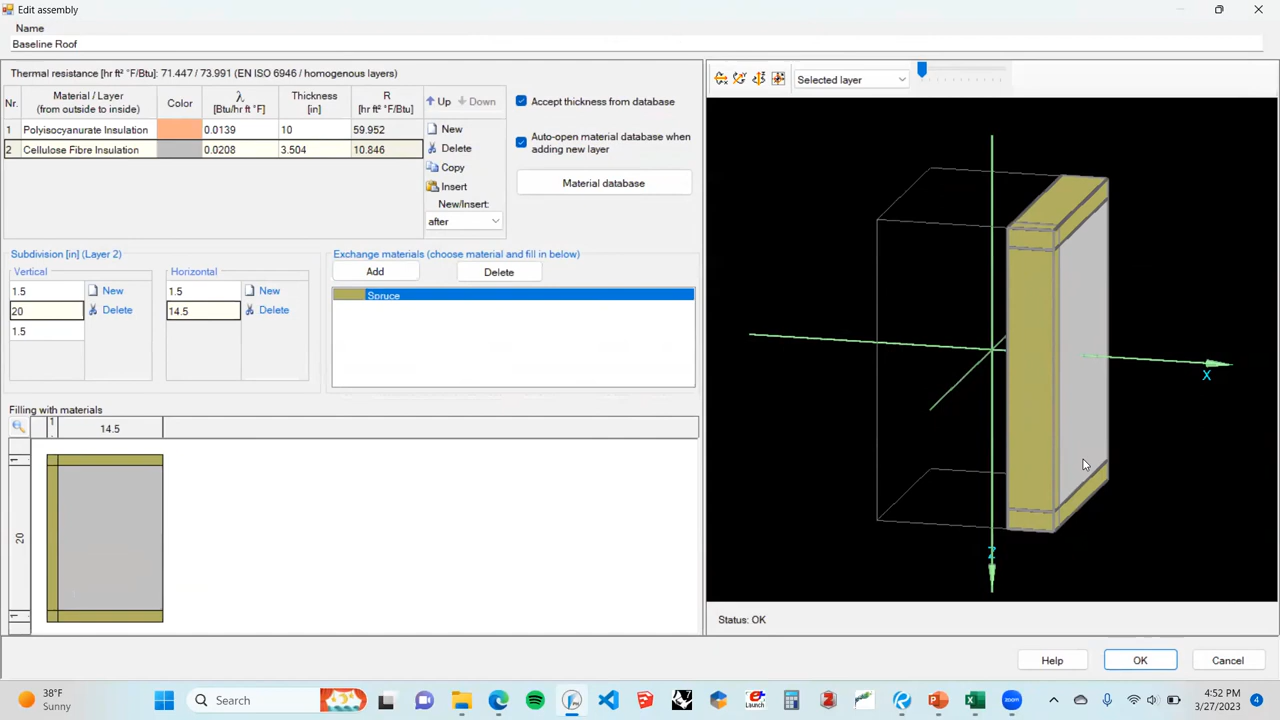 Edit assembly
Name
Baseline Roof
Thermal resistance [hr ft² °F/Btu]: 71.447 / 73.991 (EN ISO 6946 / homogenous layers)
Nr. Material / Layer (from outside to inside) Color λ [Btu/hr ft °F] Thickness [in] R [hr ft² °F/Btu]
1 Polyisocyanurate Insulation 0.0139 10 59.952
2 Cellulose Fibre Insulation 0.0208 3.504 10.846
Up Down
New
Delete
Copy
Insert
New/Insert:
after
Accept thickness from database
Auto-open material database when
adding new layer
Material database
Subdivision [in] (Layer 2)
Vertical
1.5 New
20 Delete
1.5
Horizontal
1.5 New
14.5 Delete
Exchange materials (choose material and fill in below)
Add Delete
Spruce
Filling with materials
1 14.5
1
20
1
Selected layer
X
Z
Status: OK
Help OK Cancel
38°F
Sunny
Search
Launch
zoom
4:52 PM
3/27/2023
4